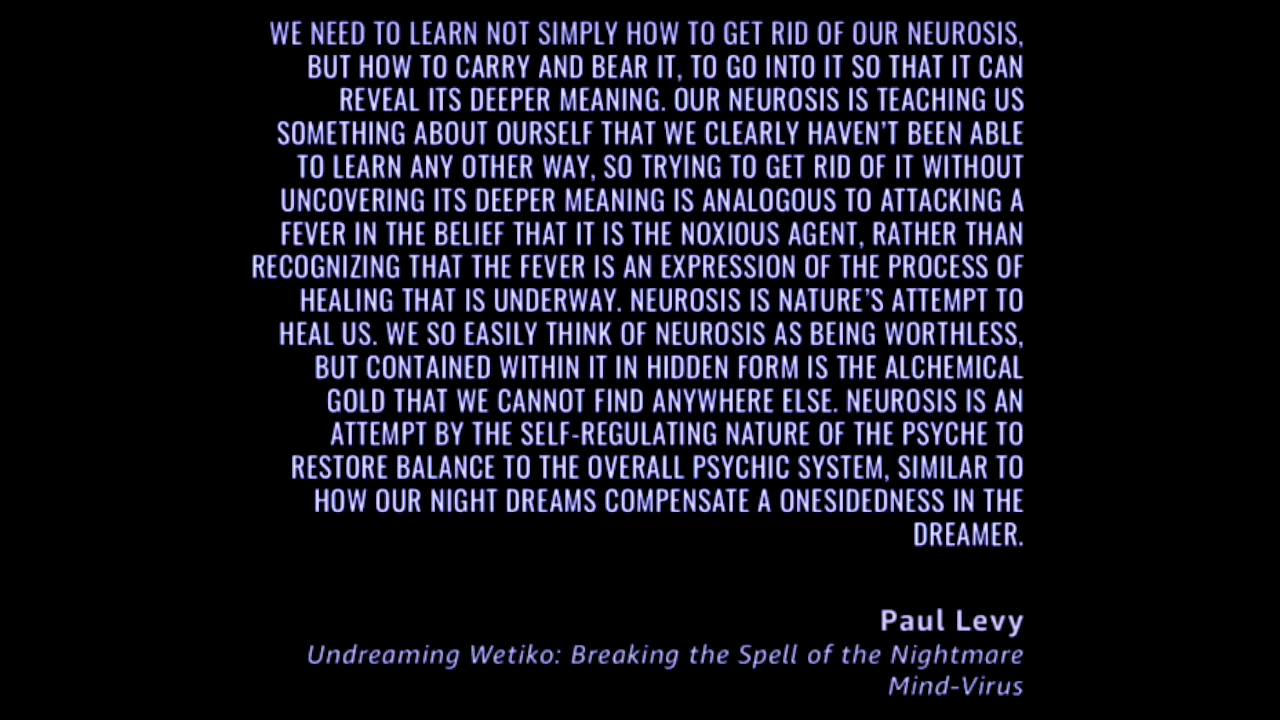 WE NEED TO LEARN NOT SIMPLY HOW TO GET RID OF OUR NEUROSIS,
BUT HOW TO CARRY AND BEAR IT, TO GO INTO IT SO THAT IT CAN
REVEAL ITS DEEPER MEANING. OUR NEUROSIS IS TEACHING US
SOMETHING ABOUT OURSELF THAT WE CLEARLY HAVEN'T BEEN ABLE
TO LEARN ANY OTHER WAY, SO TRYING TO GET RID OF IT WITHOUT
UNCOVERING ITS DEEPER MEANING IS ANALOGOUS TO ATTACKING A
FEVER IN THE BELIEF THAT IT IS THE NOXIOUS AGENT, RATHER THAN
RECOGNIZING THAT THE FEVER IS AN EXPRESSION OF THE PROCESS OF
HEALING THAT IS UNDERWAY. NEUROSIS IS NATURE'S ATTEMPT TO
HEAL US. WE SO EASILY THINK OF NEUROSIS AS BEING WORTHLESS,
BUT CONTAINED WITHIN IT IN HIDDEN FORM IS THE ALCHEMICAL
GOLD THAT WE CANNOT FIND ANYWHERE ELSE. NEUROSIS IS AN
ATTEMPT BY THE SELF-REGULATING NATURE OF THE PSYCHE TO
RESTORE BALANCE TO THE OVERALL PSYCHIC SYSTEM, SIMILAR TO
HOW OUR NIGHT DREAMS COMPENSATE A ONESIDEDNESS IN THE
DREAMER.
Paul Levy
Undreaming Wetiko: Breaking the Spell of the Nightmare
Mind-Virus